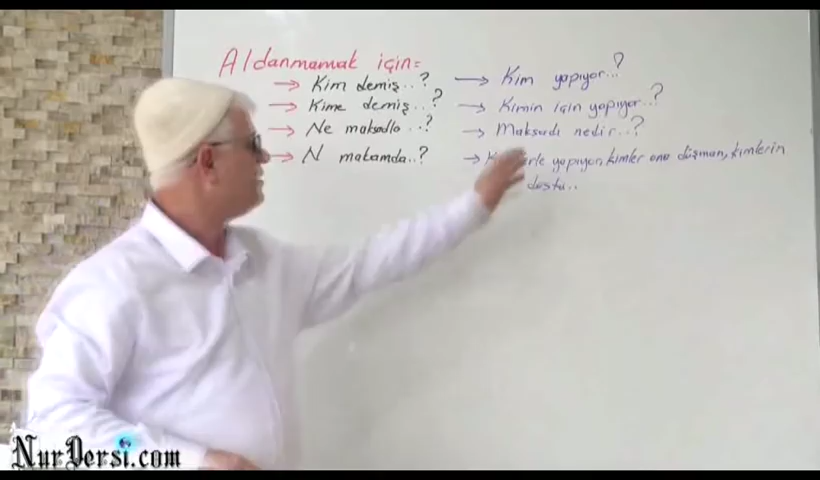 Aldanmamak için=
→ Kim demiş..? → Kim yapıyor..?
→ Kime demiş..? → Kimin için yapıyor..?
→ Ne maksadla..? → Maksadı nedir..?
→ N makamda..? → yapıyor, kimler ona düşman, kimlerin
dostu..
NurDersi.com